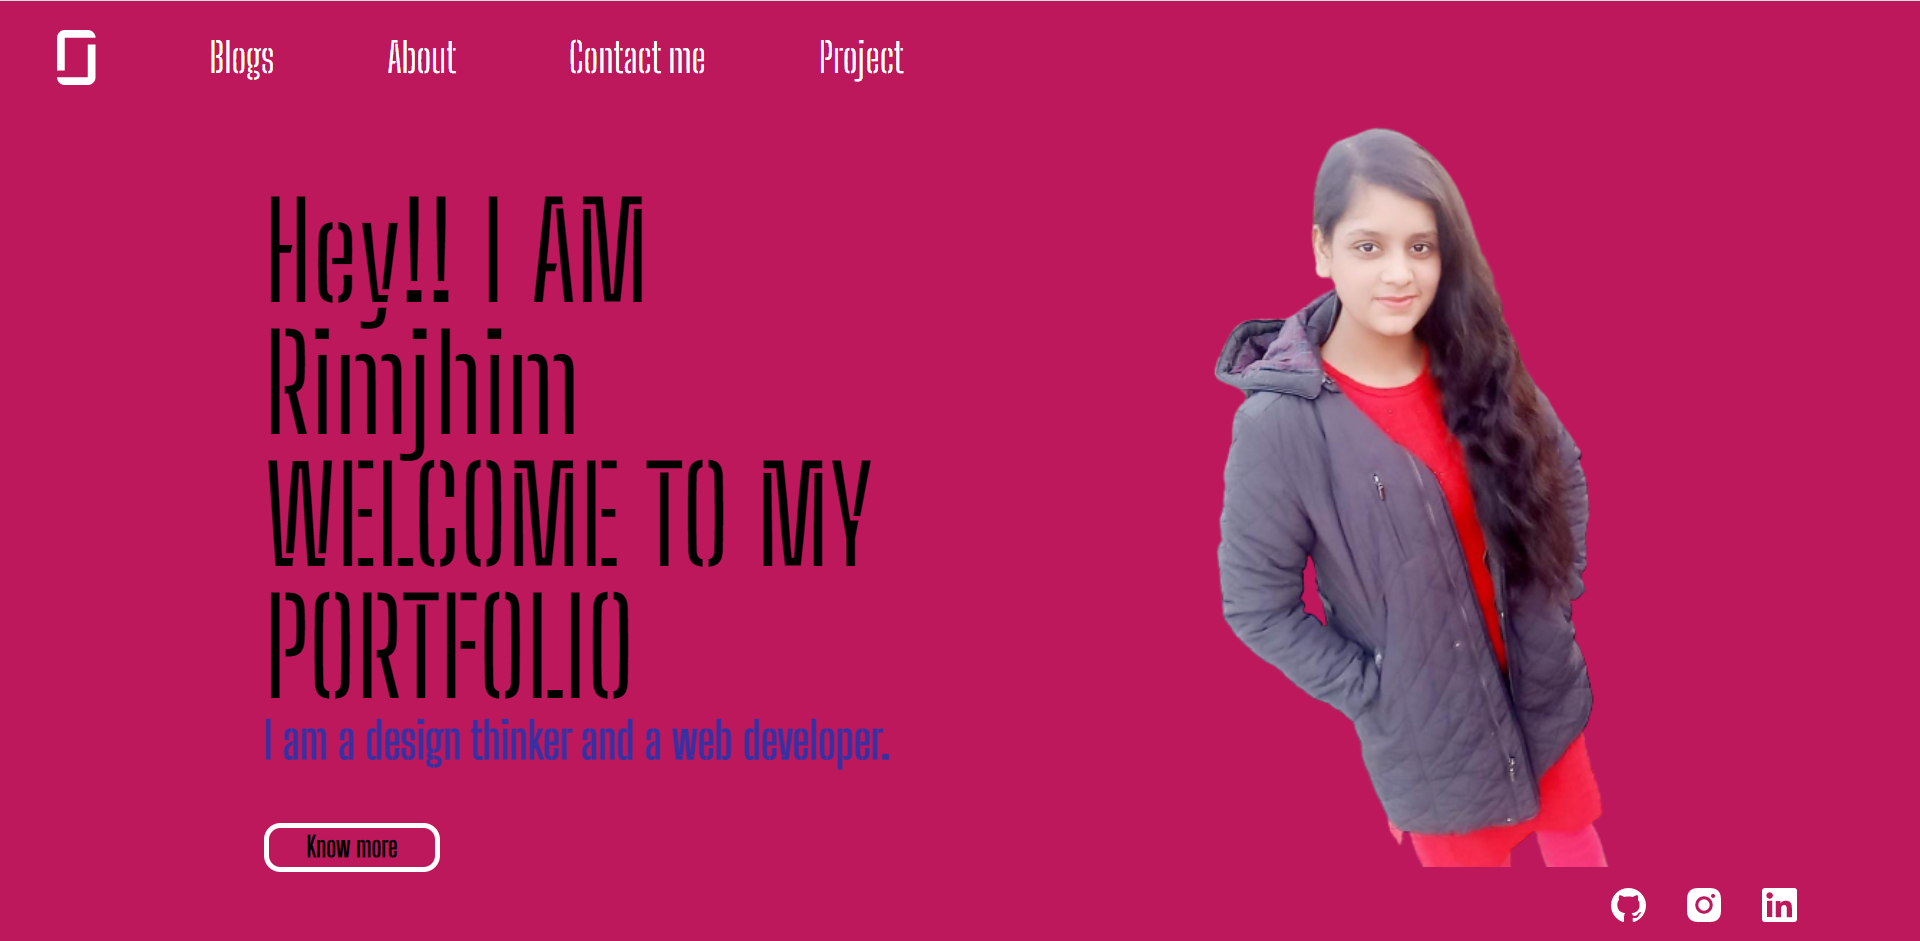 Blogs About Contact me Project
Hey!! I AM
Rimjhim
WELCOME TO MY
PORTFOLIO
I am a design thinker and a web developer.
Know more
in